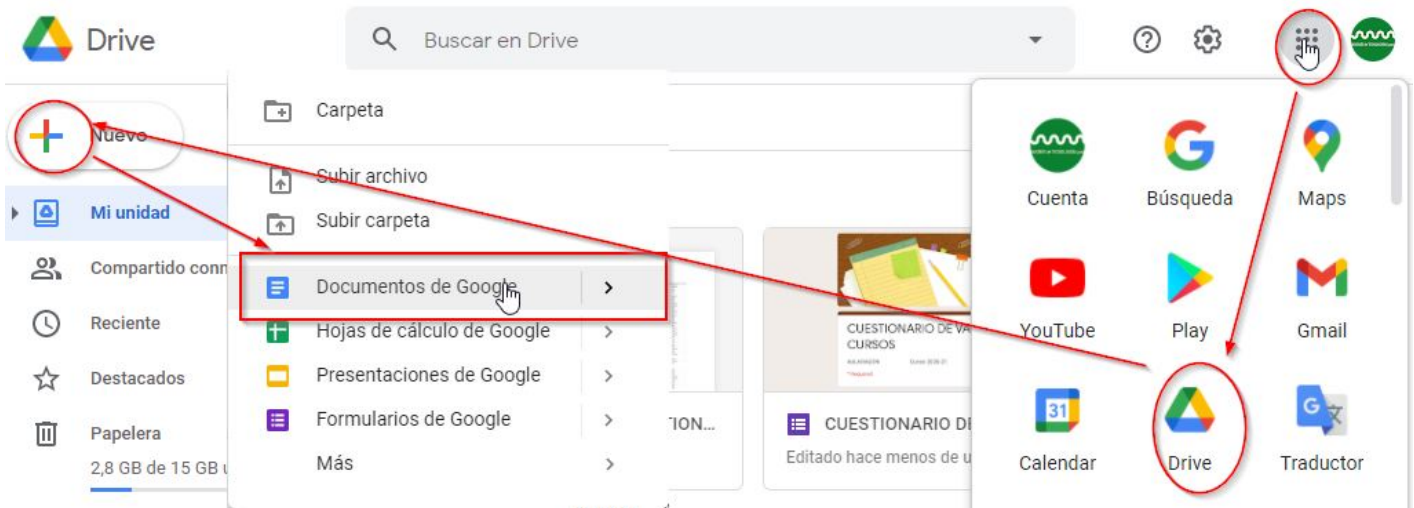 Drive
Buscar en Drive
Nuevo
Mi unidad
Compartido conm
Reciente
Destacados
Papelera
2,8 GB de 15 GB
Carpeta
Subir archivo
Subir carpeta
Documentos de Google
Hojas de cálculo de Google
Presentaciones de Google
Formularios de Google
Más
TION...
CUESTIONARIO DE VA
CURSOS
CUESTIONARIO DE
Editado hace menos de u
Cuenta
Búsqueda
Maps
YouTube
Play
Gmail
31
Calendar
Drive
Traductor